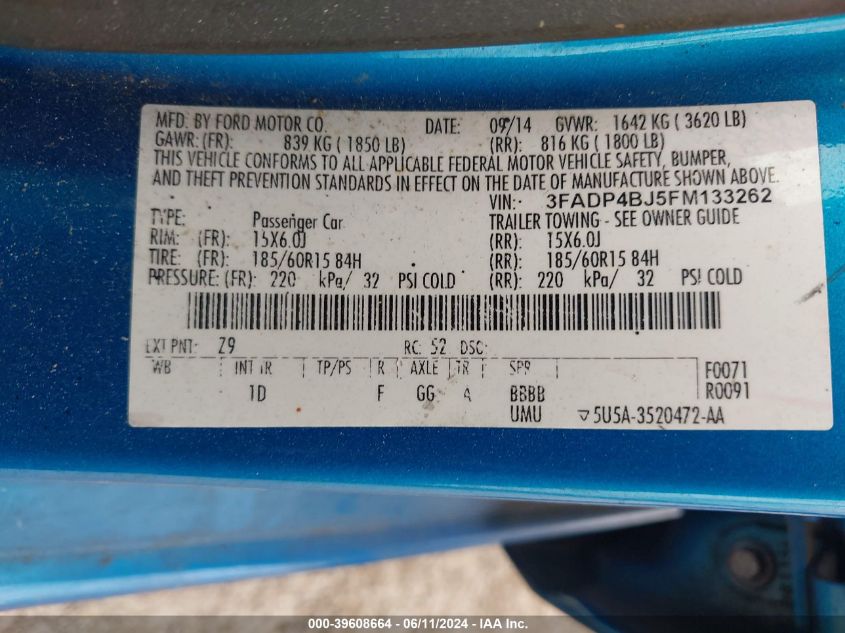 MFD. BY FORD MOTOR CO. DATE: 09/14 GVWR: 1642 KG ( 3620 LB)
GAWR: (FR): 839 KG ( 1850 LB) (RR): 816 KG ( 1800 LB)
THIS VEHICLE CONFORMS TO ALL APPLICABLE FEDERAL MOTOR VEHICLE SAFETY, BUMPER,
AND THEFT PREVENTION STANDARDS IN EFFECT ON THE DATE OF MANUFACTURE SHOWN ABOVE.
VIN: 3FADP4BJ5FM133262
TYPE: Passenger Car TRAILER TOWING - SEE OWNER GUIDE
RIM: (FR): 15X6.0J (RR): 15X6.0J
TIRE: (FR): 185/60R15 84H (RR): 185/60R15 84H
PRESSURE: (FR): 220 kPa/ 32 PSI COLD (RR): 220 kPa/ 32 PSI COLD
EXT PNT: Z9 RC: 52 DSO:
WB INT TR TP/PS R AXLE TR SPR F0071
1D F GG A BBBB R0091
UMU ▽5U5A-3520472-AA
000-39608664 - 06/11/2024 - IAA Inc.